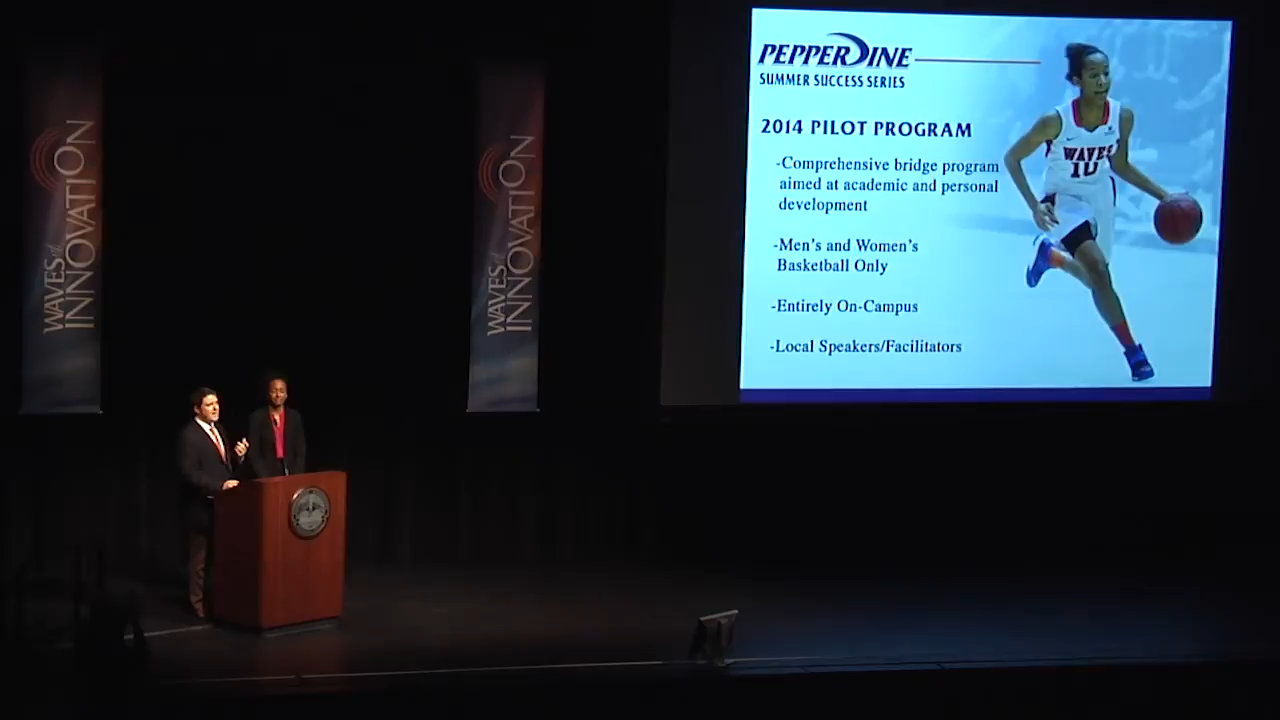 WAVES of
INNOVATION
WAVES of
INNOVATION
PEPPERDINE
SUMMER SUCCESS SERIES
2014 PILOT PROGRAM
-Comprehensive bridge program
aimed at academic and personal
development
-Men's and Women's
Basketball Only
-Entirely On-Campus
-Local Speakers/Facilitators
WAVES
10